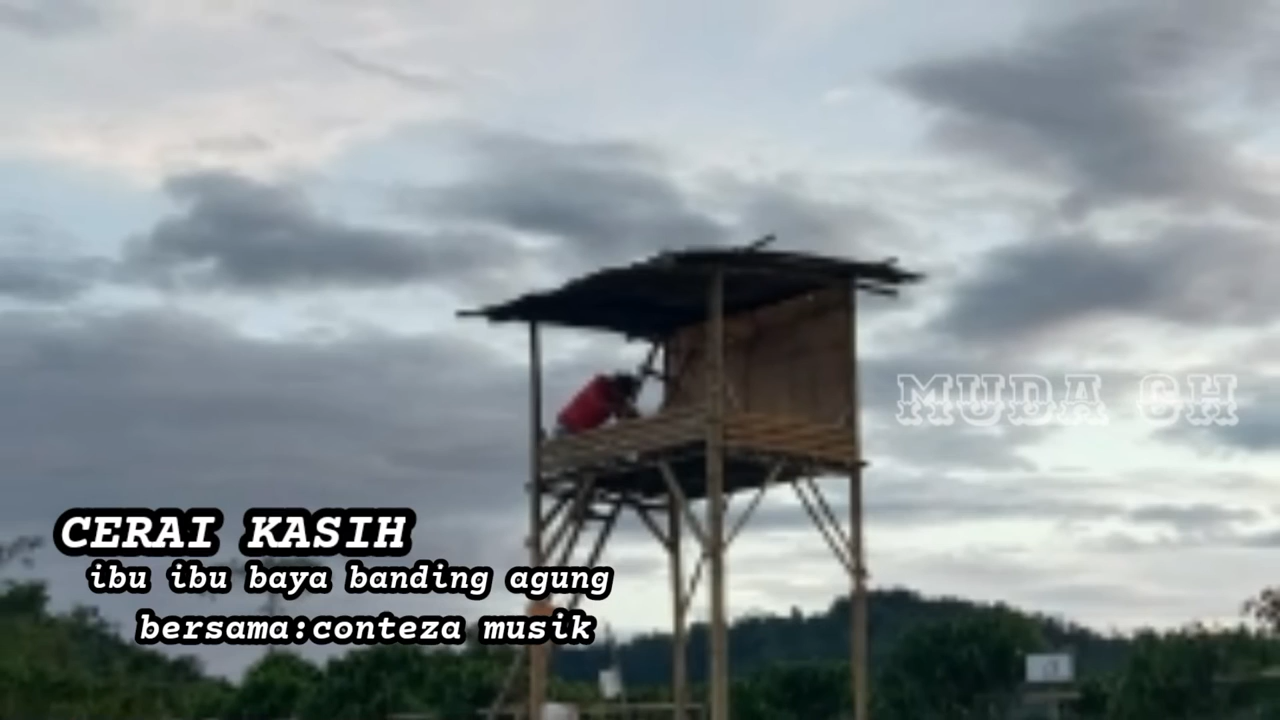 MUDA CH
CERAI KASIH
ibu ibu baya banding agung
bersama:conteza musik